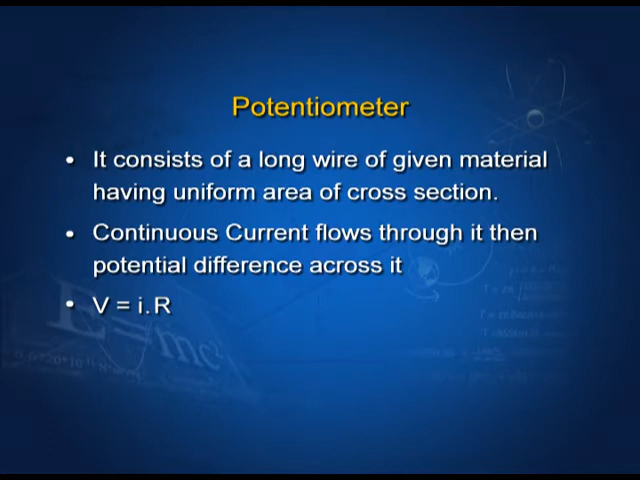 Potentiometer
• It consists of a long wire of given material
having uniform area of cross section.
• Continuous Current flows through it then
potential difference across it
• V = i.R
E=mc²